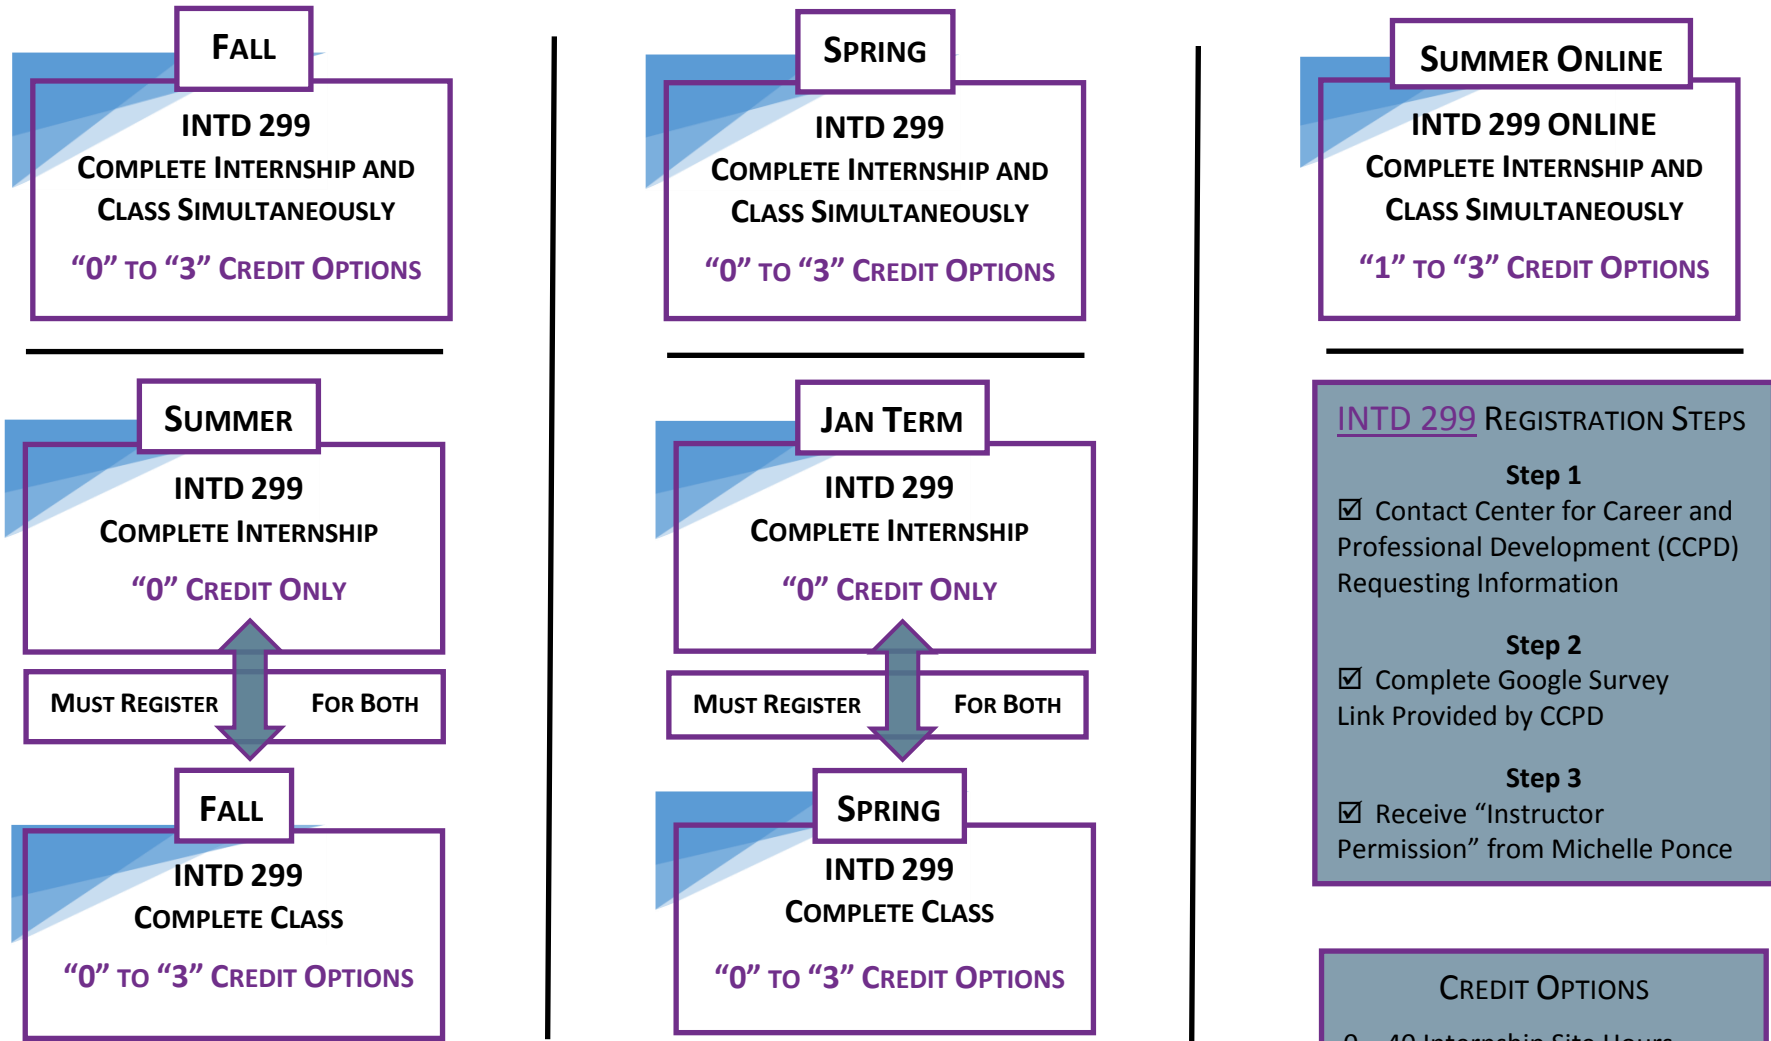 FALL
INTD 299
COMPLETE INTERNSHIP AND
CLASS SIMULTANEOUSLY
“0” TO “3” CREDIT OPTIONS
SUMMER
INTD 299
COMPLETE INTERNSHIP
“0” CREDIT ONLY
MUST REGISTER FOR BOTH
FALL
INTD 299
COMPLETE CLASS
“0” TO “3” CREDIT OPTIONS
SPRING
INTD 299
COMPLETE INTERNSHIP AND
CLASS SIMULTANEOUSLY
“0” TO “3” CREDIT OPTIONS
JAN TERM
INTD 299
COMPLETE INTERNSHIP
“0” CREDIT ONLY
MUST REGISTER FOR BOTH
SPRING
INTD 299
COMPLETE CLASS
“0” TO “3” CREDIT OPTIONS
SUMMER ONLINE
INTD 299 ONLINE
COMPLETE INTERNSHIP AND
CLASS SIMULTANEOUSLY
“1” TO “3” CREDIT OPTIONS
INTD 299 REGISTRATION STEPS
Step 1
☑ Contact Center for Career and
Professional Development (CCPD)
Requesting Information
Step 2
☑ Complete Google Survey
Link Provided by CCPD
Step 3
☑ Receive “Instructor
Permission” from Michelle Ponce
CREDIT OPTIONS
40 Internship Site Hours